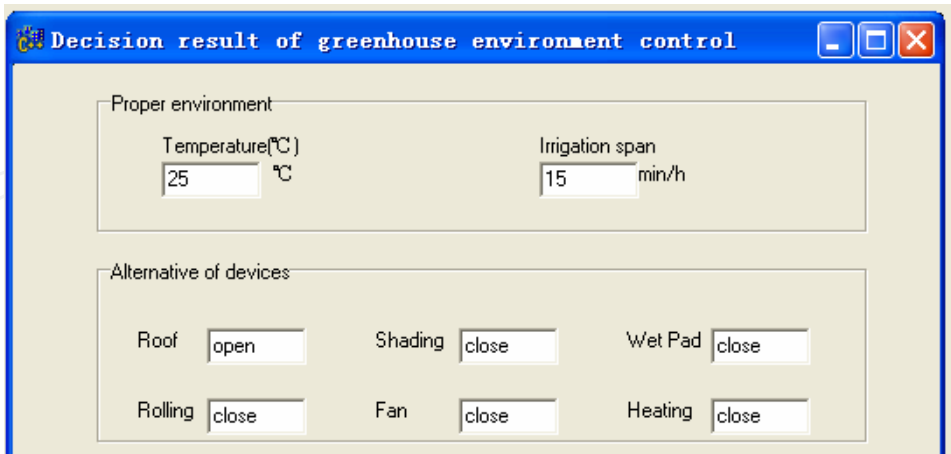 Decision result of greenhouse environment control
Proper environment
Temperature(℃) Irrigation span
25 ℃ 15 min/h
Alternative of devices
Roof open Shading close Wet Pad close
Rolling close Fan close Heating close